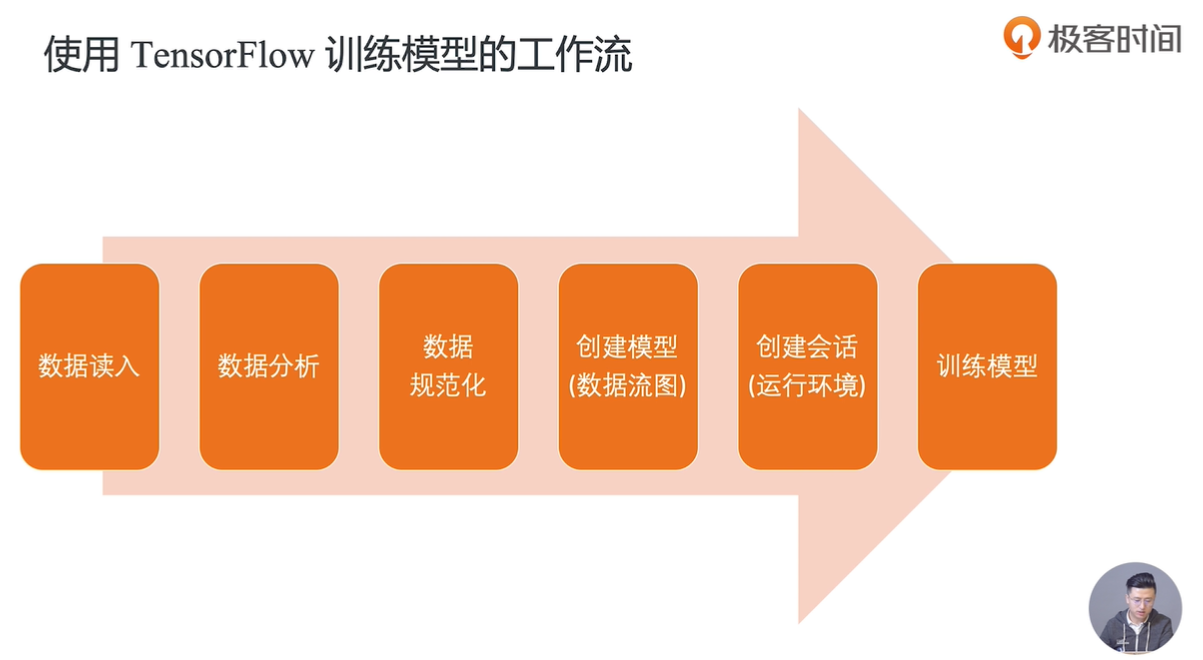 使用 TensorFlow 训练模型的工作流
极客时间
数据读入
数据分析
数据
规范化
创建模型
(数据流图)
创建会话
(运行环境)
训练模型